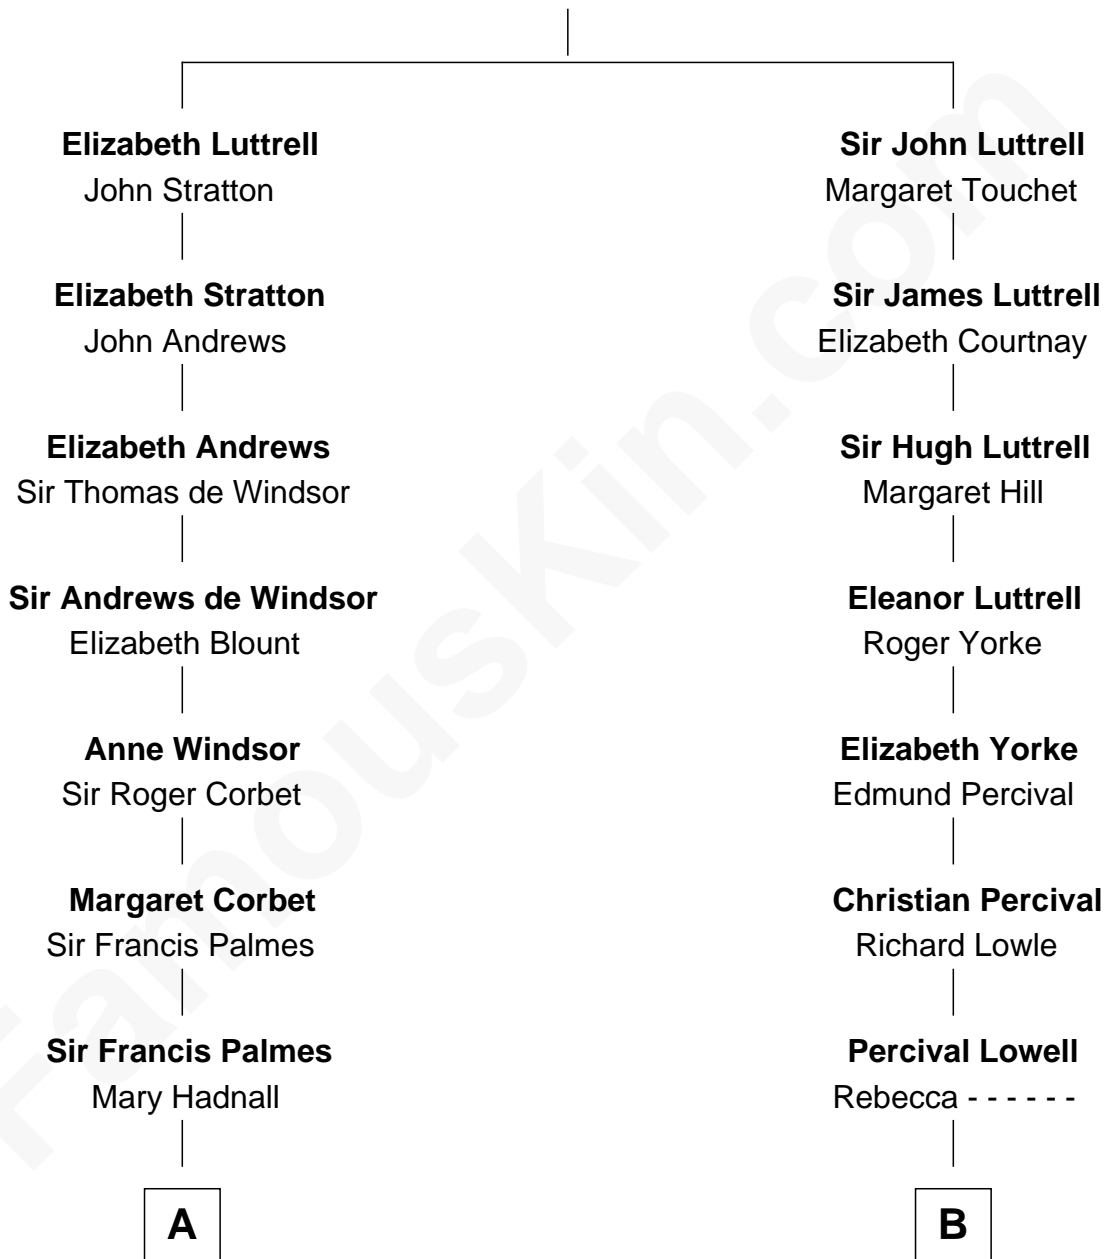 Elizabeth Luttrell
John Stratton
Elizabeth Stratton
John Andrews
Elizabeth Andrews
Sir Thomas de Windsor
Sir Andrews de Windsor
Elizabeth Blount
Anne Windsor
Sir Roger Corbet
Margaret Corbet
Sir Francis Palmes
Sir Francis Palmes
Mary Hadnall
A
Sir John Luttrell
Margaret Touchet
Sir James Luttrell
Elizabeth Courtnay
Sir Hugh Luttrell
Margaret Hill
Eleanor Luttrell
Roger Yorke
Elizabeth Yorke
Edmund Percival
Christian Percival
Richard Lowle
Percival Lowell
Rebecca - - - - - -
B
FamousKin.com